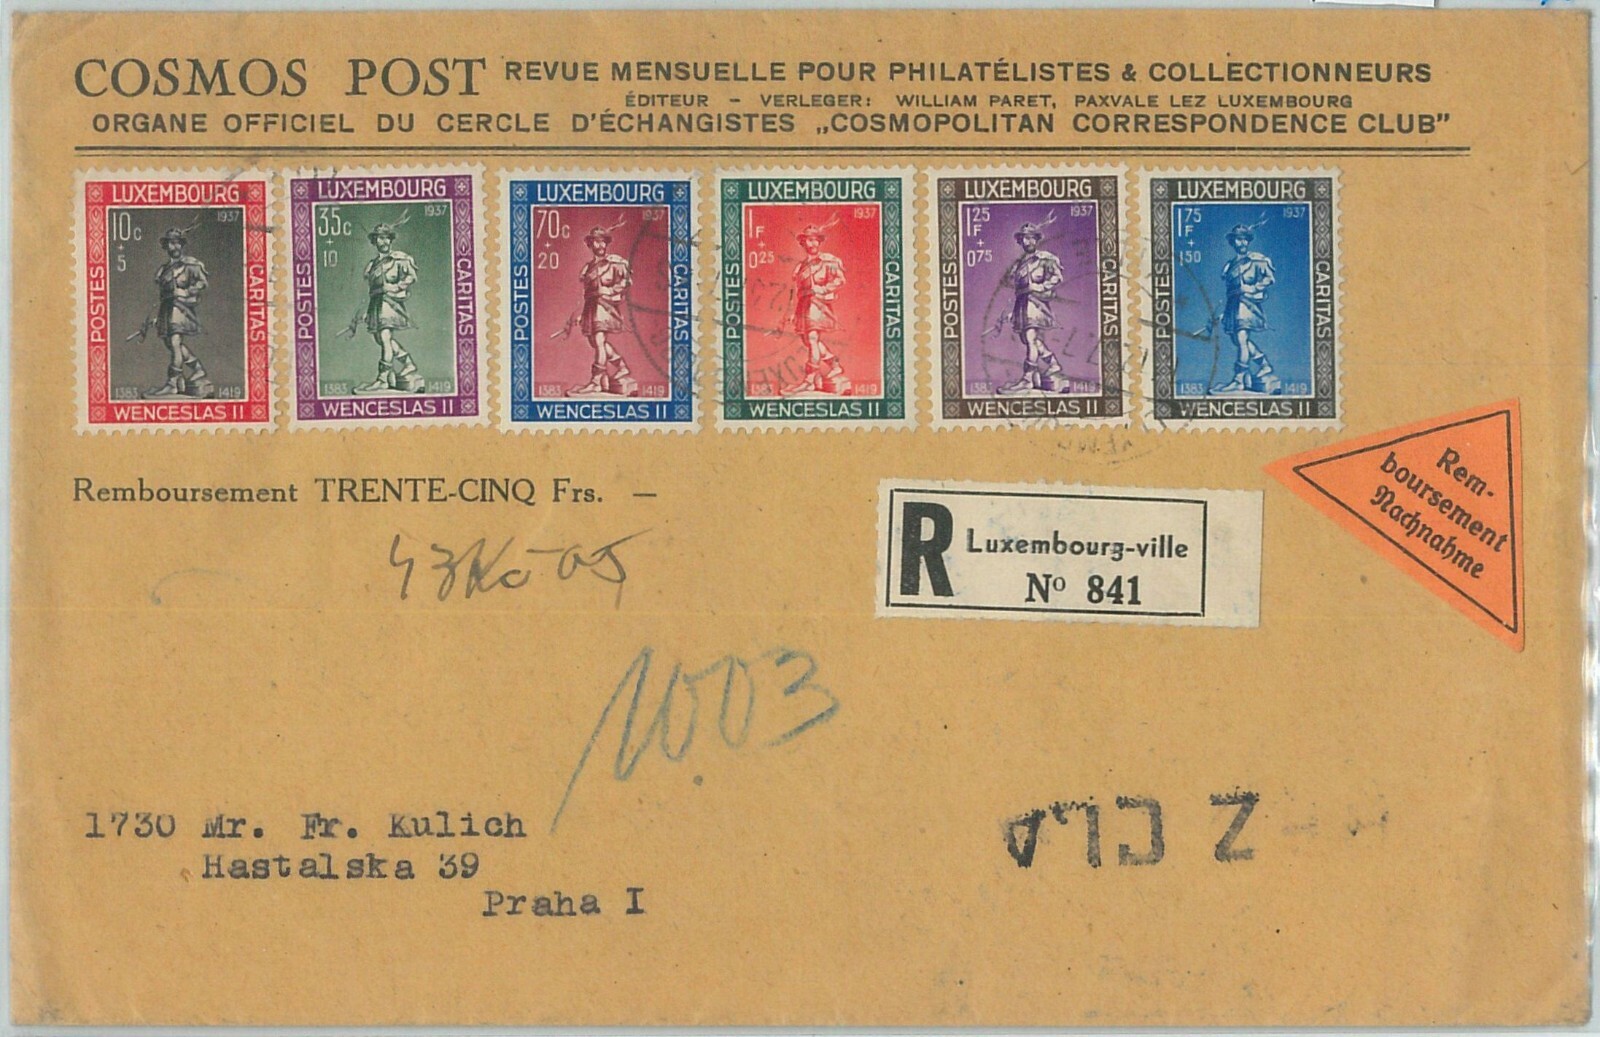 COSMOS POST REVUE MENSUELLE POUR PHILATÉLISTES & COLLECTIONNEURS
ÉDITEUR – VERLEGER: WILLIAM PARET, PAXVALE LEZ LUXEMBOURG
ORGANE OFFICIEL DU CERCLE D'ÉCHANGISTES „COSMOPOLITAN CORRESPONDENCE CLUB"
LUXEMBOURG
10C + 5
1937
POSTES
CARITAS
1383 1419
WENCESLAS II
LUXEMBOURG
35C + 10
1937
POSTES
CARITAS
1383 1419
WENCESLAS II
LUXEMBOURG
70C + 20
1937
POSTES
CARITAS
1383 1419
WENCESLAS II
LUXEMBOURG
1F + 0.25
1937
POSTES
CARITAS
1383 1419
WENCESLAS II
LUXEMBOURG
1.25 F + 0.75
1937
POSTES
CARITAS
1383 1419
WENCESLAS II
LUXEMBOURG
1.75 F + 1.50
1937
POSTES
CARITAS
1383 1419
WENCESLAS II
Remboursement TRENTE-CINQ Frs. —
Rem-
boursement
Nachnahme
R Luxembourg-ville
No 841
1003
1730 Mr. Fr. Kulich
Hastalska 39
Praha I